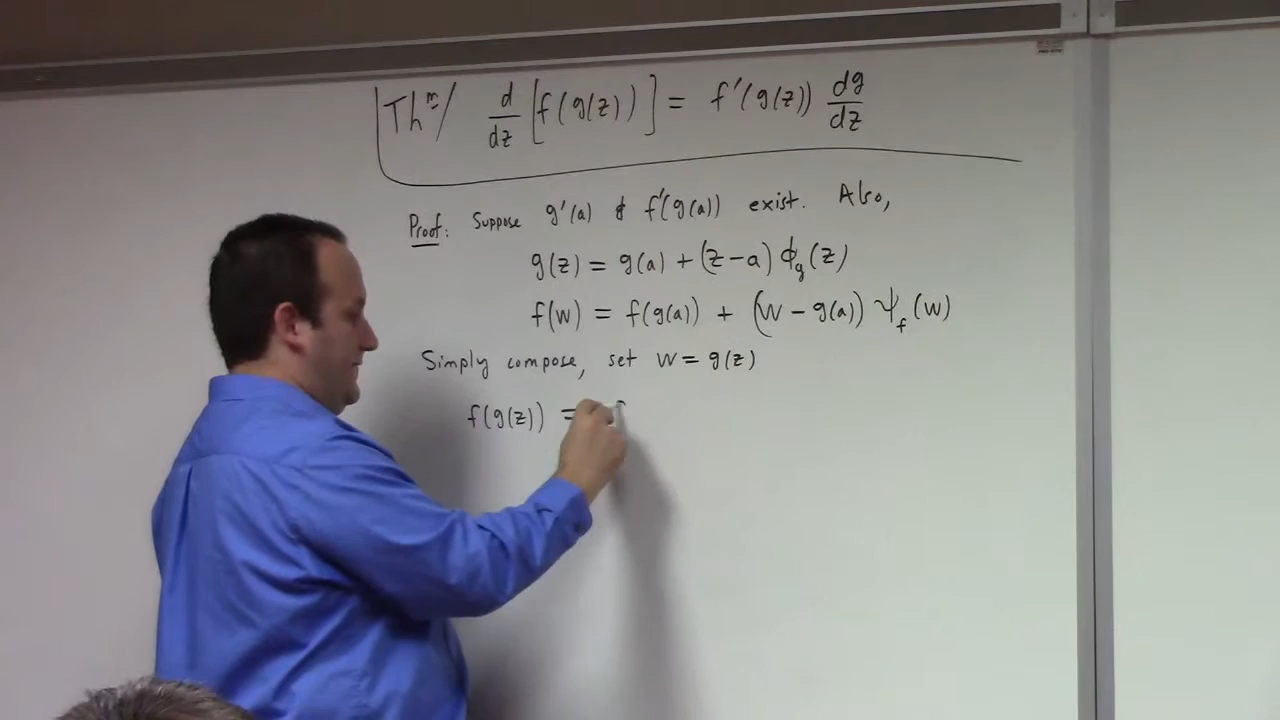 Thᵐ/ d/dz [f(g(z))] = f'(g(z)) dg/dz
Proof: Suppose g'(a) & f'(g(a)) exist. Also,
g(z) = g(a) + (z-a) ϕ_g(z)
f(w) = f(g(a)) + (w - g(a)) ψ_f(w)
Simply compose, set w = g(z)
f(g(z)) =